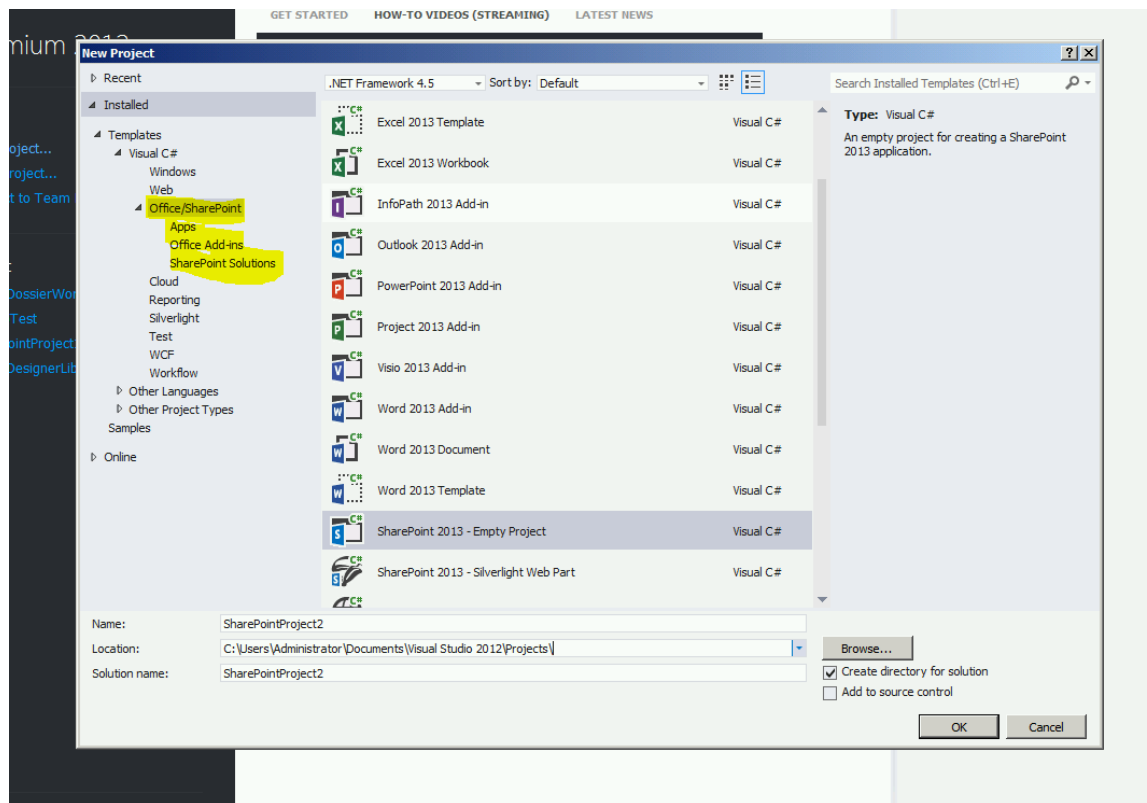 GET STARTED HOW-TO VIDEOS (STREAMING) LATEST NEWS
New Project
Recent
.NET Framework 4.5 Sort by: Default
Search Installed Templates (Ctrl+E)
Installed
Templates
Visual C#
Windows
Web
Office/SharePoint
Apps
Office Add-ins
SharePoint Solutions
Cloud
Reporting
Silverlight
Test
WCF
Workflow
Other Languages
Other Project Types
Samples
Online
Excel 2013 Template Visual C#
Excel 2013 Workbook Visual C#
InfoPath 2013 Add-in Visual C#
Outlook 2013 Add-in Visual C#
PowerPoint 2013 Add-in Visual C#
Project 2013 Add-in Visual C#
Visio 2013 Add-in Visual C#
Word 2013 Add-in Visual C#
Word 2013 Document Visual C#
Word 2013 Template Visual C#
SharePoint 2013 - Empty Project Visual C#
SharePoint 2013 - Silverlight Web Part Visual C#
Type: Visual C#
An empty project for creating a SharePoint
2013 application.
oject...
roject...
t to Team
DossierWor
Test
ointProject
DesignerLib
Name: SharePointProject2
Location: C:\Users\Administrator\Documents\Visual Studio 2012\Projects\
Browse...
Solution name: SharePointProject2
Create directory for solution
Add to source control
OK Cancel